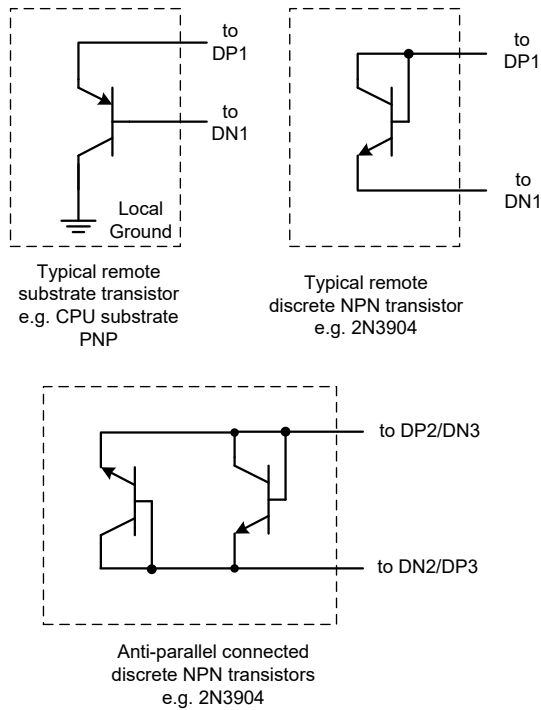 to
DP1
to
DN1
Local
Ground
Typical remote
substrate transistor
e.g. CPU substrate
PNP
to
DP1
to
DN1
Typical remote
discrete NPN transistor
e.g. 2N3904
to DP2/DN3
to DN2/DP3
Anti-parallel connected
discrete NPN transistors
e.g. 2N3904